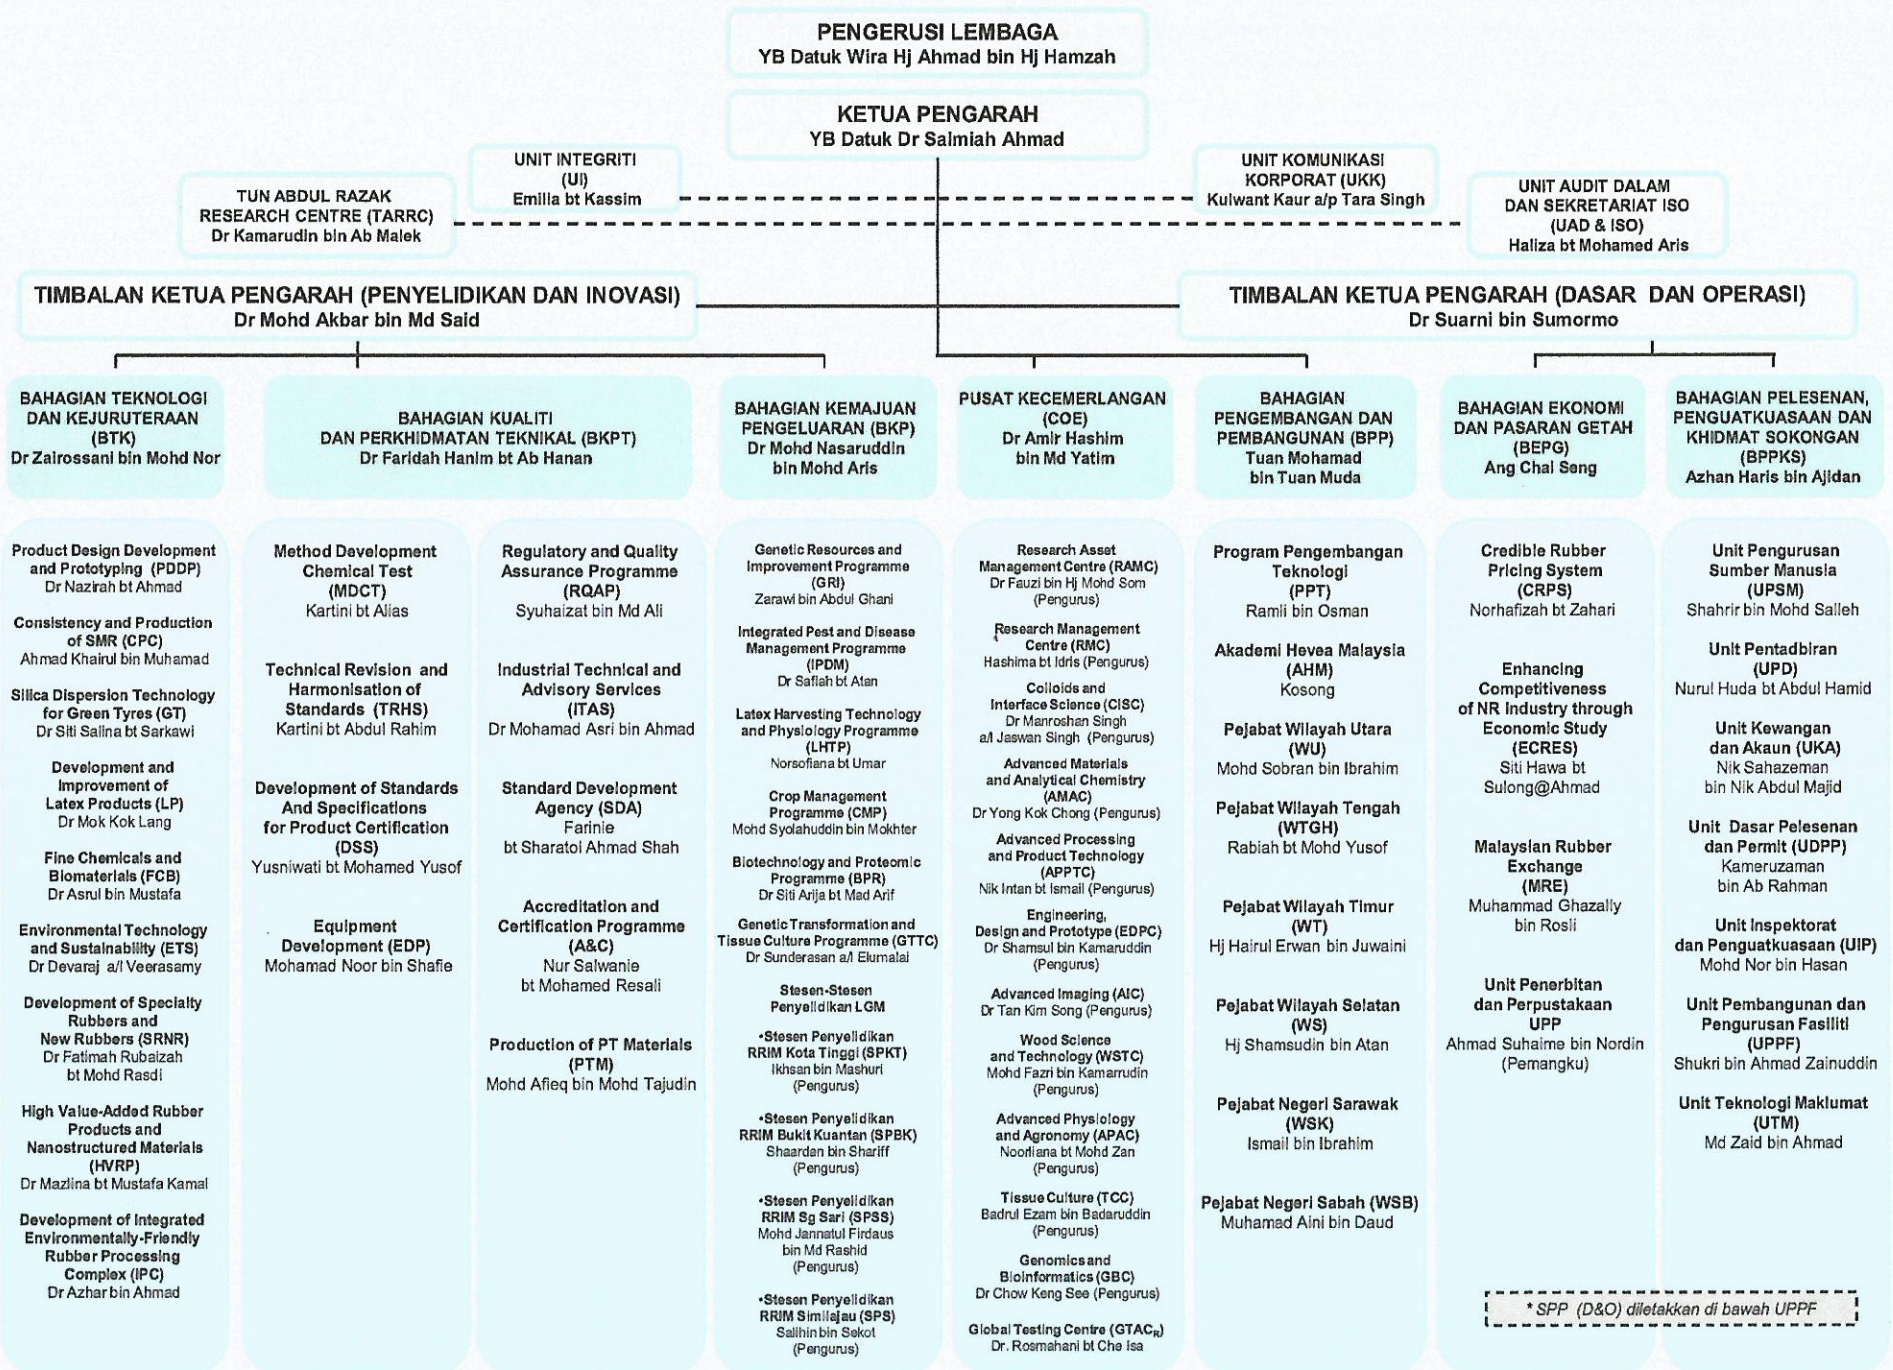 PENGERUSI LEMBAGA
YB Datuk Wira Hj Ahmad bin Hj Hamzah
KETUA PENGARAH
YB Datuk Dr Salmiah Ahmad
UNIT INTEGRITI
(UI)
Emilia bt Kassim
UNIT KOMUNIKASI
KORPORAT (UKK)
Kulwant Kaur a/p Tara Singh
TUN ABDUL RAZAK
RESEARCH CENTRE (TARRC)
Dr Kamarudin bin Ab Malek
UNIT AUDIT DALAM
DAN SEKRETARIAT ISO
(UAD & ISO)
Haliza bt Mohamed Aris
TIMBALAN KETUA PENGARAH (PENYELIDIKAN DAN INOVASI)
Dr Mohd Akbar bin Md Said
TIMBALAN KETUA PENGARAH (DASAR DAN OPERASI)
Dr Suarni bin Sumormo
BAHAGIAN TEKNOLOGI
DAN KEJURUTERAAN
(BTK)
Dr Zairossani bin Mohd Nor
BAHAGIAN KUALITI
DAN PERKHIDMATAN TEKNIKAL (BKPT)
Dr Faridah Hanim bt Ab Hanan
BAHAGIAN KEMAJUAN
PENGELUARAN (BKP)
Dr Mohd Nasaruddin
bin Mohd Aris
PUSAT KECEMERLANGAN
(COE)
Dr Amir Hashim
bin Md Yatim
BAHAGIAN
PENGEMBANGAN DAN
PEMBANGUNAN (BPP)
Tuan Mohamad
bin Tuan Muda
BAHAGIAN EKONOMI
DAN PASARAN GETAH
(BEPG)
Ang Chai Seng
BAHAGIAN PELESENAN,
PENGUATKUASAAN DAN
KHIDMAT SOKONGAN
(BPPKS)
Azhan Haris bin Ajidan
Product Design Development
and Prototyping (PDDP)
Dr Nazirah bt Ahmad
Consistency and Production
of SMR (CPC)
Ahmad Khairul bin Muhamad
Silica Dispersion Technology
for Green Tyres (GT)
Dr Siti Salina bt Sarkawi
Development and
Improvement of
Latex Products (LP)
Dr Mok Kok Lang
Fine Chemicals and
Biomaterials (FCB)
Dr Asrul bin Mustafa
Environmental Technology
and Sustainability (ETS)
Dr Devaraj a/l Veerasamy
Development of Specialty
Rubbers and
New Rubbers (SRNR)
Dr Fatimah Rubaizah
bt Mohd Rasdi
High Value-Added Rubber
Products and
Nanostructured Materials
(HVRP)
Dr Mazlina bt Mustafa Kamal
Development of Integrated
Environmentally-Friendly
Rubber Processing
Complex (IPC)
Dr Azhar bin Ahmad
Method Development
Chemical Test
(MDCT)
Kartini bt Alias
Technical Revision and
Harmonisation of
Standards (TRHS)
Kartini bt Abdul Rahim
Development of Standards
And Specifications
for Product Certification
(DSS)
Yusniwati bt Mohamed Yusof
Equipment
Development (EDP)
Mohamad Noor bin Shafie
Regulatory and Quality
Assurance Programme
(RQAP)
Syuhaizat bin Md Ali
Industrial Technical and
Advisory Services
(ITAS)
Dr Mohamad Asri bin Ahmad
Standard Development
Agency (SDA)
Farinie
bt Sharatol Ahmad Shah
Accreditation and
Certification Programme
(A&C)
Nur Salwanie
bt Mohamed Resali
Production of PT Materials
(PTM)
Mohd Afieq bin Mohd Tajudin
Genetic Resources and
Improvement Programme
(GRI)
Zarawi bin Abdul Ghani
Integrated Pest and Disease
Management Programme
(IPDM)
Dr Safiah bt Atan
Latex Harvesting Technology
and Physiology Programme
(LHTP)
Norsofiana bt Umar
Crop Management
Programme (CMP)
Mohd Syolahuddin bin Mokhter
Biotechnology and Proteomic
Programme (BPR)
Dr Siti Arija bt Mad Arif
Genetic Transformation and
Tissue Culture Programme (GTTC)
Dr Sunderasan a/l Elumalai
Stesen-Stesen
Penyelidikan LGM
•Stesen Penyelidikan
RRIM Kota Tinggi (SPKT)
Ikhsan bin Mashuri
(Pengurus)
•Stesen Penyelidikan
RRIM Bukit Kuantan (SPBK)
Shaardan bin Shariff
(Pengurus)
•Stesen Penyelidikan
RRIM Sg Sari (SPSS)
Mohd Jannatul Firdaus
bin Md Rashid
(Pengurus)
•Stesen Penyelidikan
RRIM Similajau (SPS)
Salihin bin Sekot
(Pengurus)
Research Asset
Management Centre (RAMC)
Dr Fauzi bin Hj Mohd Som
(Pengurus)
Research Management
Centre (RMC)
Hashima bt Idris (Pengurus)
Colloids and
Interface Science (CISC)
Dr Manroshan Singh
a/l Jaswan Singh (Pengurus)
Advanced Materials
and Analytical Chemistry
(AMAC)
Dr Yong Kok Chong (Pengurus)
Advanced Processing
and Product Technology
(APPTC)
Nik Intan bt Ismail (Pengurus)
Engineering,
Design and Prototype (EDPC)
Dr Shamsul bin Kamaruddin
(Pengurus)
Advanced Imaging (AIC)
Dr Tan Kim Song (Pengurus)
Wood Science
and Technology (WSTC)
Mohd Fazri bin Kamarrudin
(Pengurus)
Advanced Physiology
and Agronomy (APAC)
Noorliana bt Mohd Zan
(Pengurus)
Tissue Culture (TCC)
Badrul Ezam bin Badaruddin
(Pengurus)
Genomics and
Bioinformatics (GBC)
Dr Chow Keng See (Pengurus)
Global Testing Centre (GTACR)
Dr. Rosmahani bt Che Isa
Program Pengembangan
Teknologi
(PPT)
Ramli bin Osman
Akademi Hevea Malaysia
(AHM)
Kosong
Pejabat Wilayah Utara
(WU)
Mohd Sobran bin Ibrahim
Pejabat Wilayah Tengah
(WTGH)
Rabiah bt Mohd Yusof
Pejabat Wilayah Timur
(WT)
Hj Hairul Erwan bin Juwaini
Pejabat Wilayah Selatan
(WS)
Hj Shamsudin bin Atan
Pejabat Negeri Sarawak
(WSK)
Ismail bin Ibrahim
Pejabat Negeri Sabah (WSB)
Muhamad Aini bin Daud
Credible Rubber
Pricing System
(CRPS)
Norhafizah bt Zahari
Enhancing
Competitiveness
of NR Industry through
Economic Study
(ECRES)
Siti Hawa bt
Sulong@Ahmad
Malaysian Rubber
Exchange
(MRE)
Muhammad Ghazally
bin Rosli
Unit Penerbitan
dan Perpustakaan
UPP
Ahmad Suhaime bin Nordin
(Pemangku)
Unit Pengurusan
Sumber Manusia
(UPSM)
Shahrir bin Mohd Salleh
Unit Pentadbiran
(UPD)
Nurul Huda bt Abdul Hamid
Unit Kewangan
dan Akaun (UKA)
Nik Sahazeman
bin Nik Abdul Majid
Unit Dasar Pelesenan
dan Permit (UDPP)
Kameruzaman
bin Ab Rahman
Unit Inspektorat
dan Penguatkuasaan (UIP)
Mohd Nor bin Hasan
Unit Pembangunan dan
Pengurusan Fasiliti
(UPPF)
Shukri bin Ahmad Zainuddin
Unit Teknologi Maklumat
(UTM)
Md Zaid bin Ahmad
* SPP (D&O) diletakkan di bawah UPPF